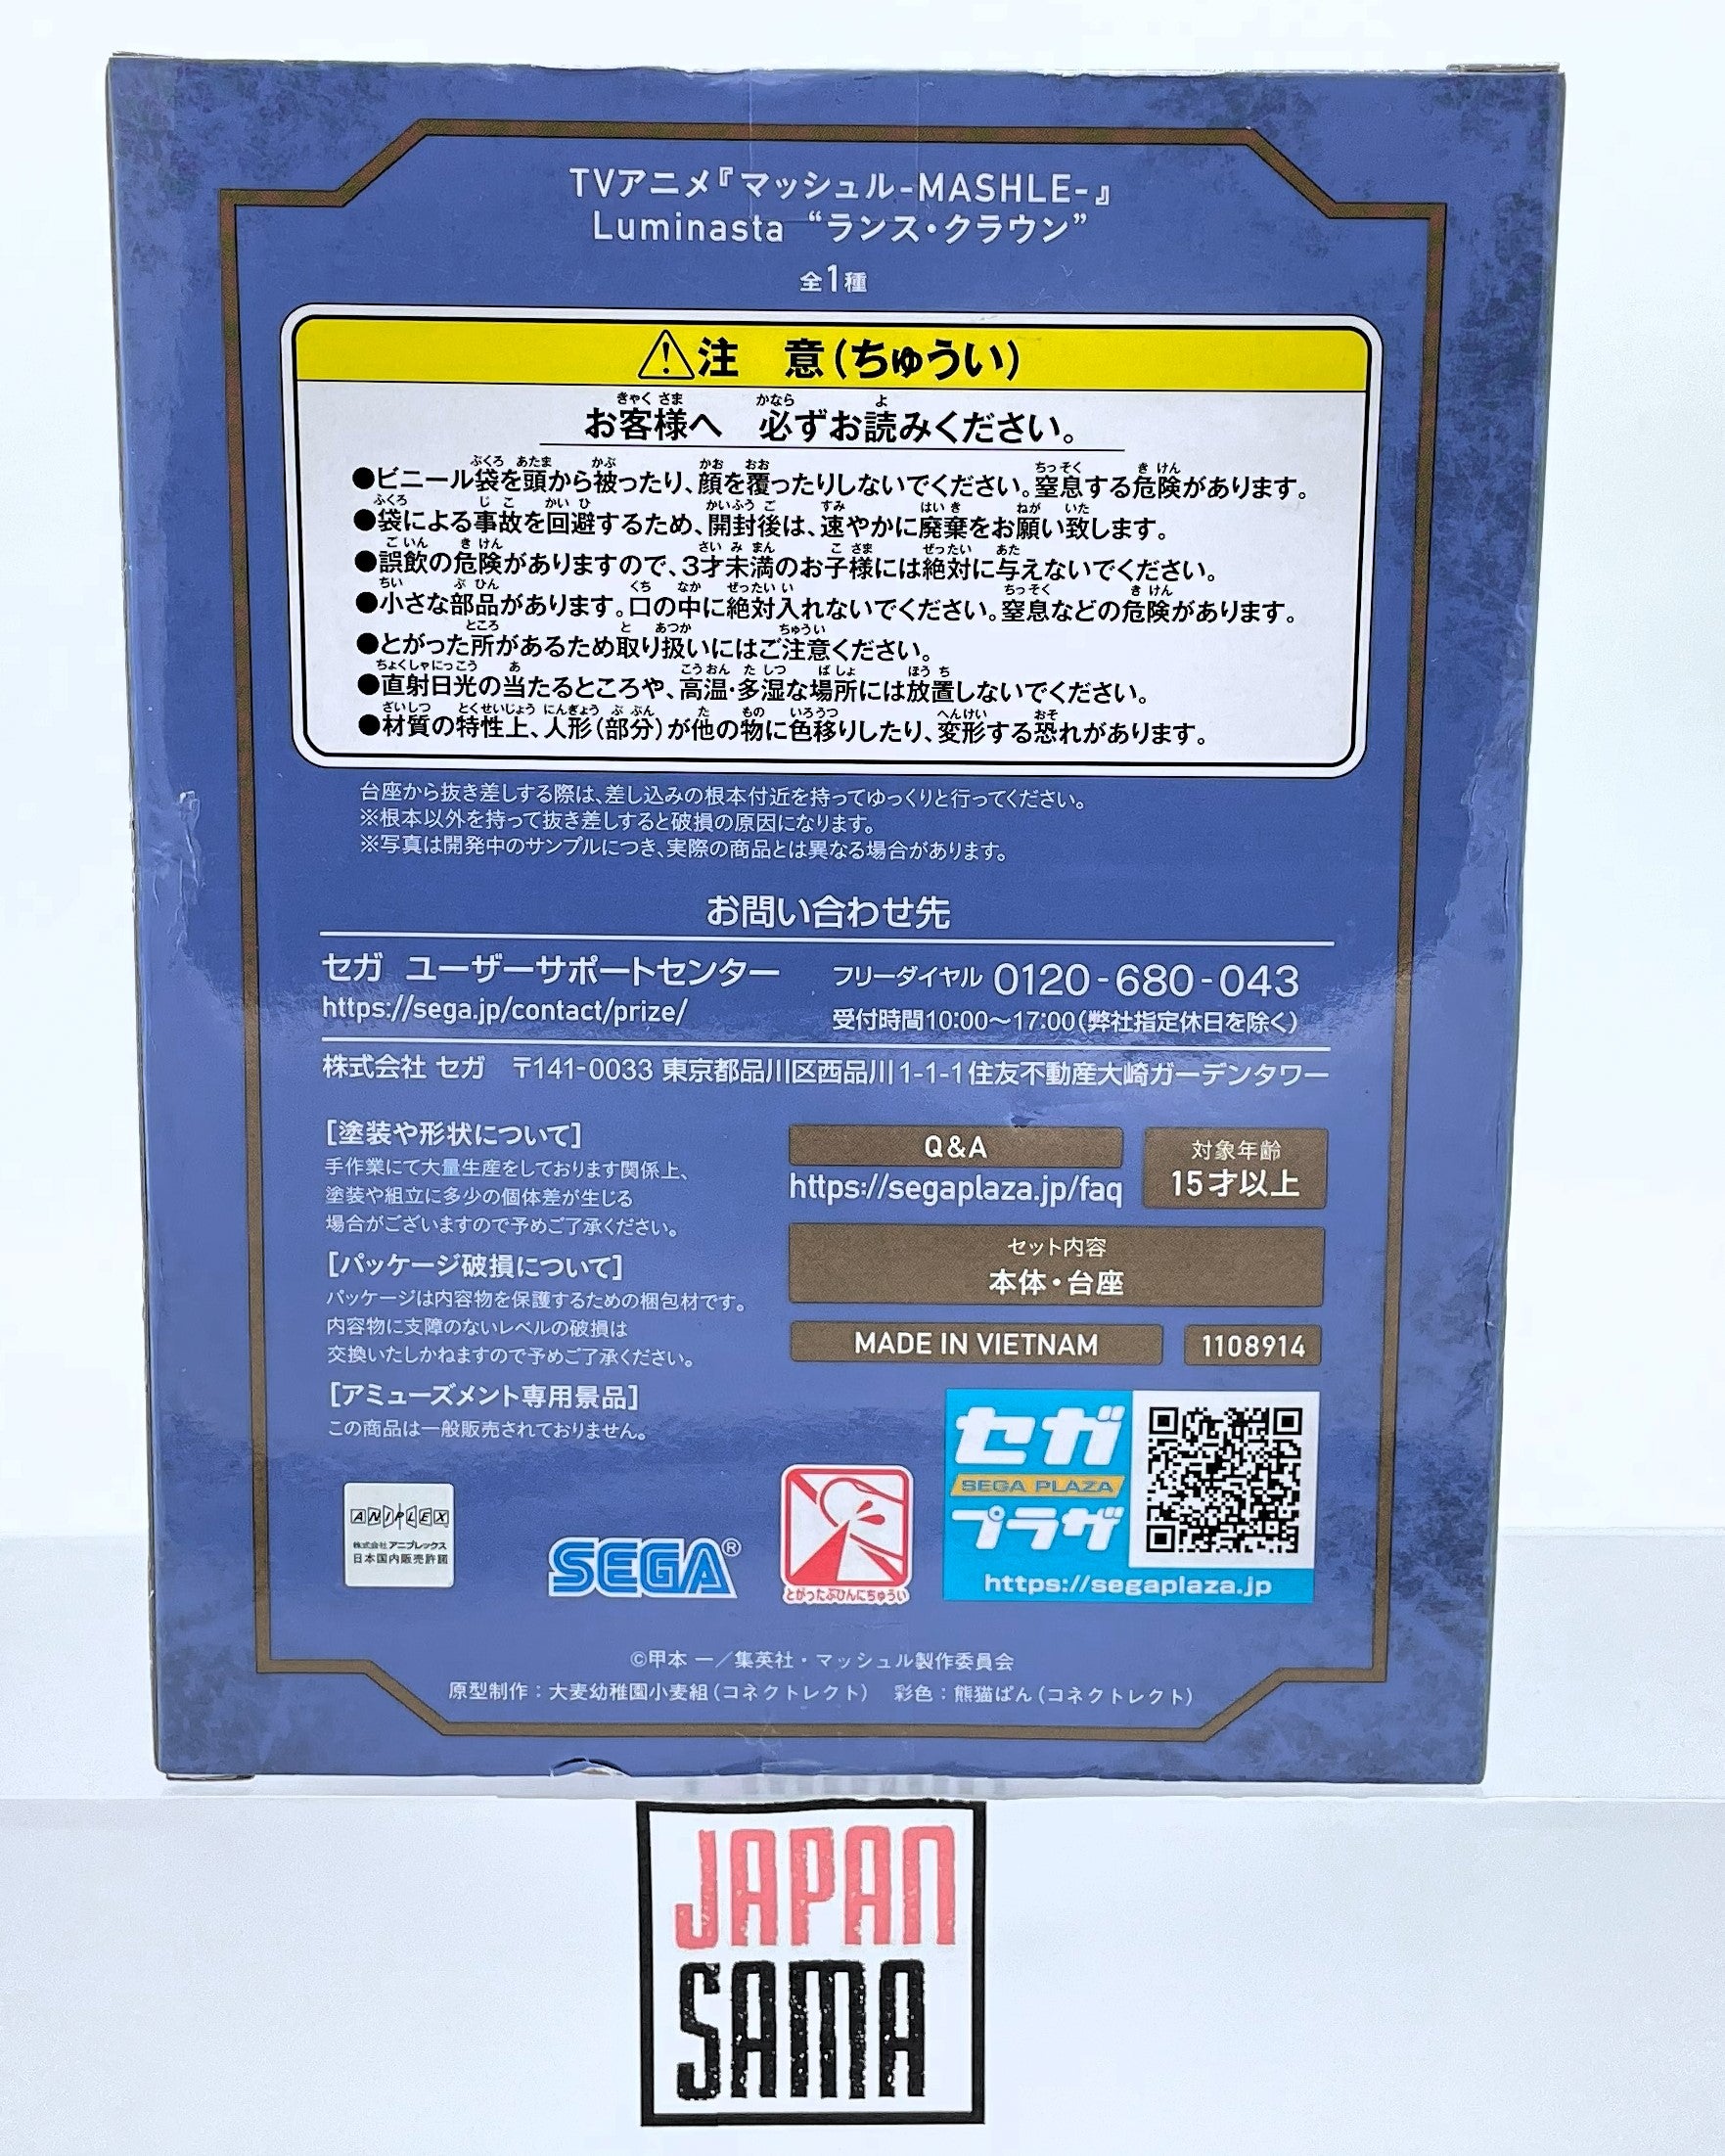 TVアニメ『マッシュル-MASHLE-』
Luminasta “ランス・クラウン”
全1種
注　意(ちゅうい)
お客様へ　必ずお読みください。
●ビニール袋を頭から被ったり、顔を覆ったりしないでください。窒息する危険があります。
●袋による事故を回避するため、開封後は、速やかに廃棄をお願い致します。
●誤飲の危険がありますので、3才未満のお子様には絶対に与えないでください。
●小さな部品があります。口の中に絶対入れないでください。窒息などの危険があります。
●とがった所があるため取り扱いにはご注意ください。
●直射日光の当たるところや、高温・多湿な場所には放置しないでください。
●材質の特性上、人形(部分)が他の物に色移りしたり、変形する恐れがあります。
台座から抜き差しする際は、差し込みの根本付近を持ってゆっくりと行ってください。
※根本以外を持って抜き差しすると破損の原因になります。
※写真は開発中のサンプルにつき、実際の商品とは異なる場合があります。
お問い合わせ先
セガ ユーザーサポートセンター
https://sega.jp/contact/prize/
フリーダイヤル 0120-680-043
受付時間10:00～17:00(弊社指定休日を除く)
株式会社 セガ　〒141-0033 東京都品川区西品川1-1-1住友不動産大崎ガーデンタワー
[塗装や形状について]
手作業にて大量生産をしております関係上、
塗装や組立に多少の個体差が生じる
場合がございますので予めご了承ください。
[パッケージ破損について]
パッケージは内容物を保護するための梱包材です。
内容物に支障のないレベルの破損は
交換いたしかねますので予めご了承ください。
[アミューズメント専用景品]
この商品は一般販売されておりません。
Q&A
https://segaplaza.jp/faq
対象年齢
15才以上
セット内容
本体・台座
MADE IN VIETNAM
1108914
ANIPLEX
株式会社 アニプレックス
日本国内販売許諾
SEGA®
とがったぶひんにちゅうい
セガ
SEGA PLAZA
プラザ
https://segaplaza.jp
©甲本 一／集英社・マッシュル製作委員会
原型制作：大麦幼稚園小麦組(コネクトレクト)　彩色：熊猫ぱん(コネクトレクト)
JAPAN
SAMA